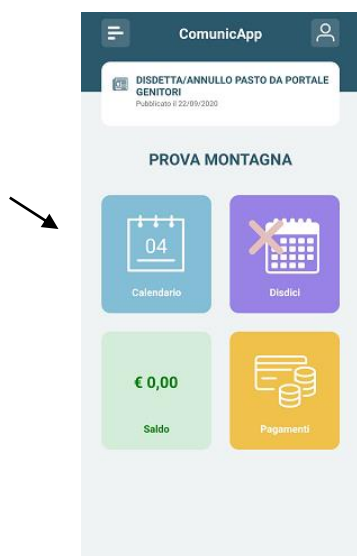 ComunicApp
DISDETTA/ANNULLO PASTO DA PORTALE
GENITORI
Pubblicato il 22/09/2020
PROVA MONTAGNA
04
Calendario
Disdici
€ 0,00
Saldo
Pagamenti